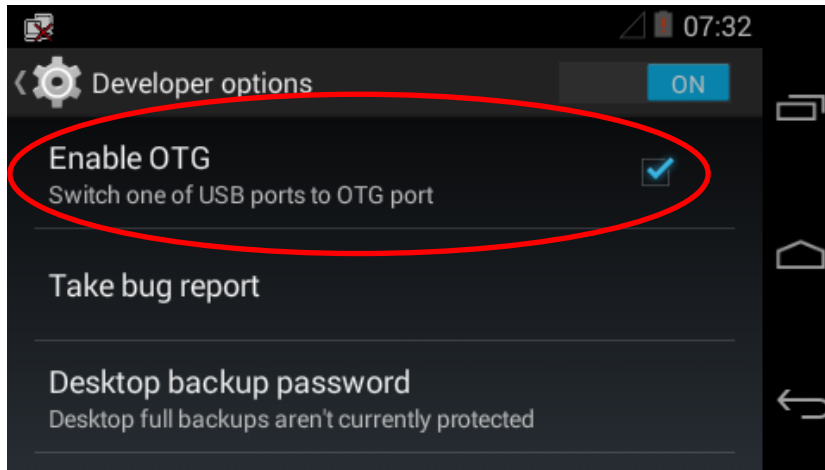 07:32
Developer options
ON
Enable OTG
Switch one of USB ports to OTG port
Take bug report
Desktop backup password
Desktop full backups aren't currently protected